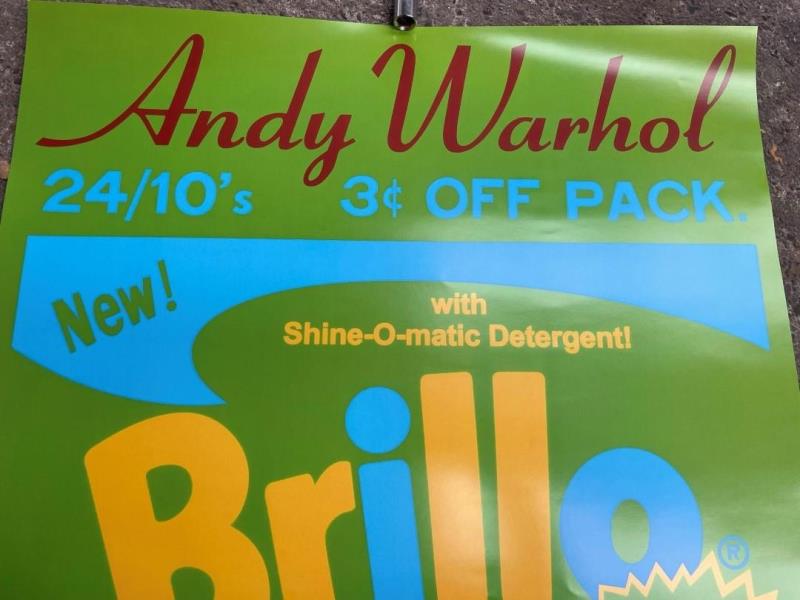 Andy Warhol
24/10's 3¢ OFF PACK.
New!
with
Shine-O-matic Detergent!
Brillo®